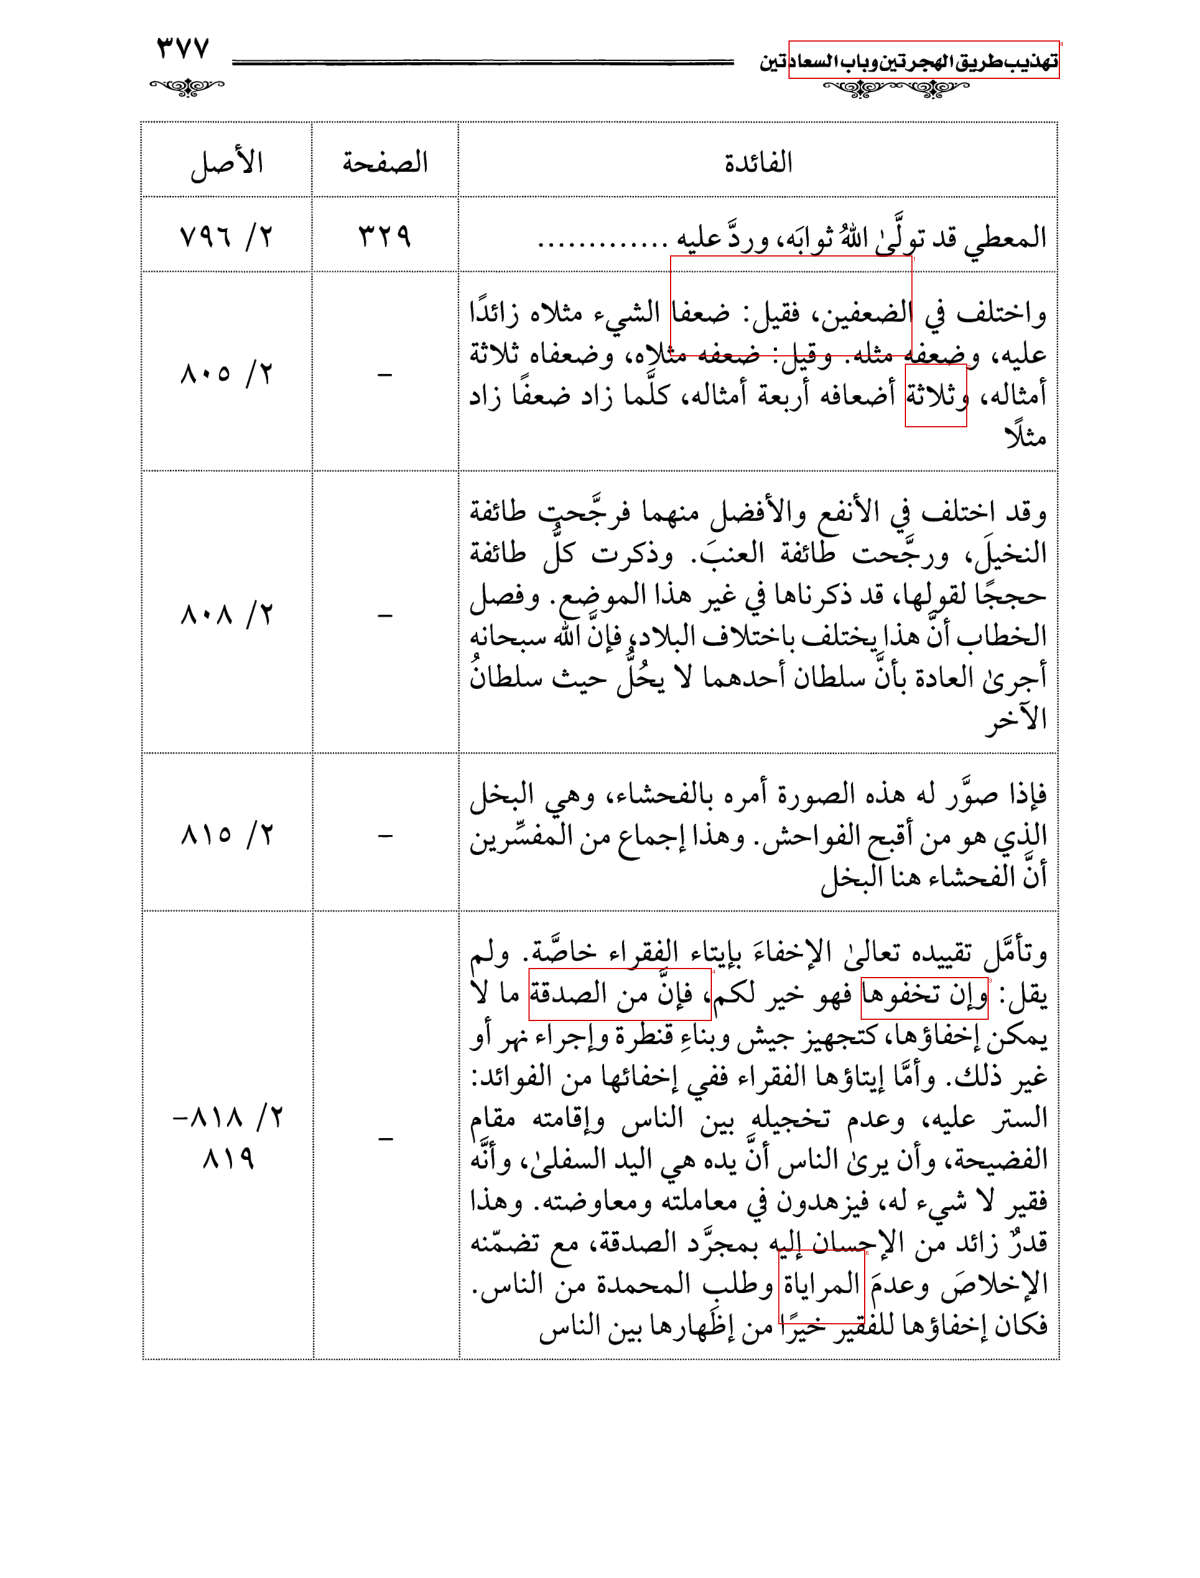 تهذيب طريق الهجرتين وباب السعادتين
٣٧٧
الفائدة
الصفحة
الأصل
المعطي قد تولَّىٰ اللهُ ثوابَه، وردَّ عليه .............
٣٢٩
٢/ ٧٩٦
واختلف في الضعفين، فقيل: ضعفا الشيء مثلاه زائدًا
عليه، وضعفه مثله. وقيل: ضعفه مثلاه، وضعفاه ثلاثة
أمثاله، وثلاثة أضعافه أربعة أمثاله، كلَّما زاد ضعفًا زاد
مثلًا
–
٢/ ٨٠٥
وقد اختلف في الأنفع والأفضل منهما فرجَّحت طائفة
النخيلَ، ورجَّحت طائفة العنبَ. وذكرت كلُّ طائفة
حججًا لقولها، قد ذكرناها في غير هذا الموضع. وفصل
الخطاب أنَّ هذا يختلف باختلاف البلاد، فإنَّ الله سبحانه
أجرىٰ العادة بأنَّ سلطان أحدهما لا يحُلُّ حيث سلطانُ
الآخر
–
٢/ ٨٠٨
فإذا صوَّر له هذه الصورة أمره بالفحشاء، وهي البخل
الذي هو من أقبح الفواحش. وهذا إجماع من المفسِّرين
أنَّ الفحشاء هنا البخل
–
٢/ ٨١٥
وتأمَّل تقييده تعالىٰ الإخفاءَ بإيتاء الفقراء خاصَّة. ولم
يقل: وإن تخفوها فهو خير لكم، فإنَّ من الصدقة ما لا
يمكن إخفاؤها، كتجهيز جيش وبناءِ قنطرة وإجراء نهر أو
غير ذلك. وأمَّا إيتاؤها الفقراء ففي إخفائها من الفوائد:
الستر عليه، وعدم تخجيله بين الناس وإقامته مقام
الفضيحة، وأن يرىٰ الناس أنَّ يده هي اليد السفلىٰ، وأنَّه
فقير لا شيء له، فيزهدون في معاملته ومعاوضته. وهذا
قدرٌ زائد من الإحسان إليه بمجرَّد الصدقة، مع تضمّنه
الإخلاصَ وعدمَ المراياة وطلبِ المحمدة من الناس.
فكان إخفاؤها للفقير خيرًا من إظهارها بين الناس
–
٢/ ٨١٨–
٨١٩